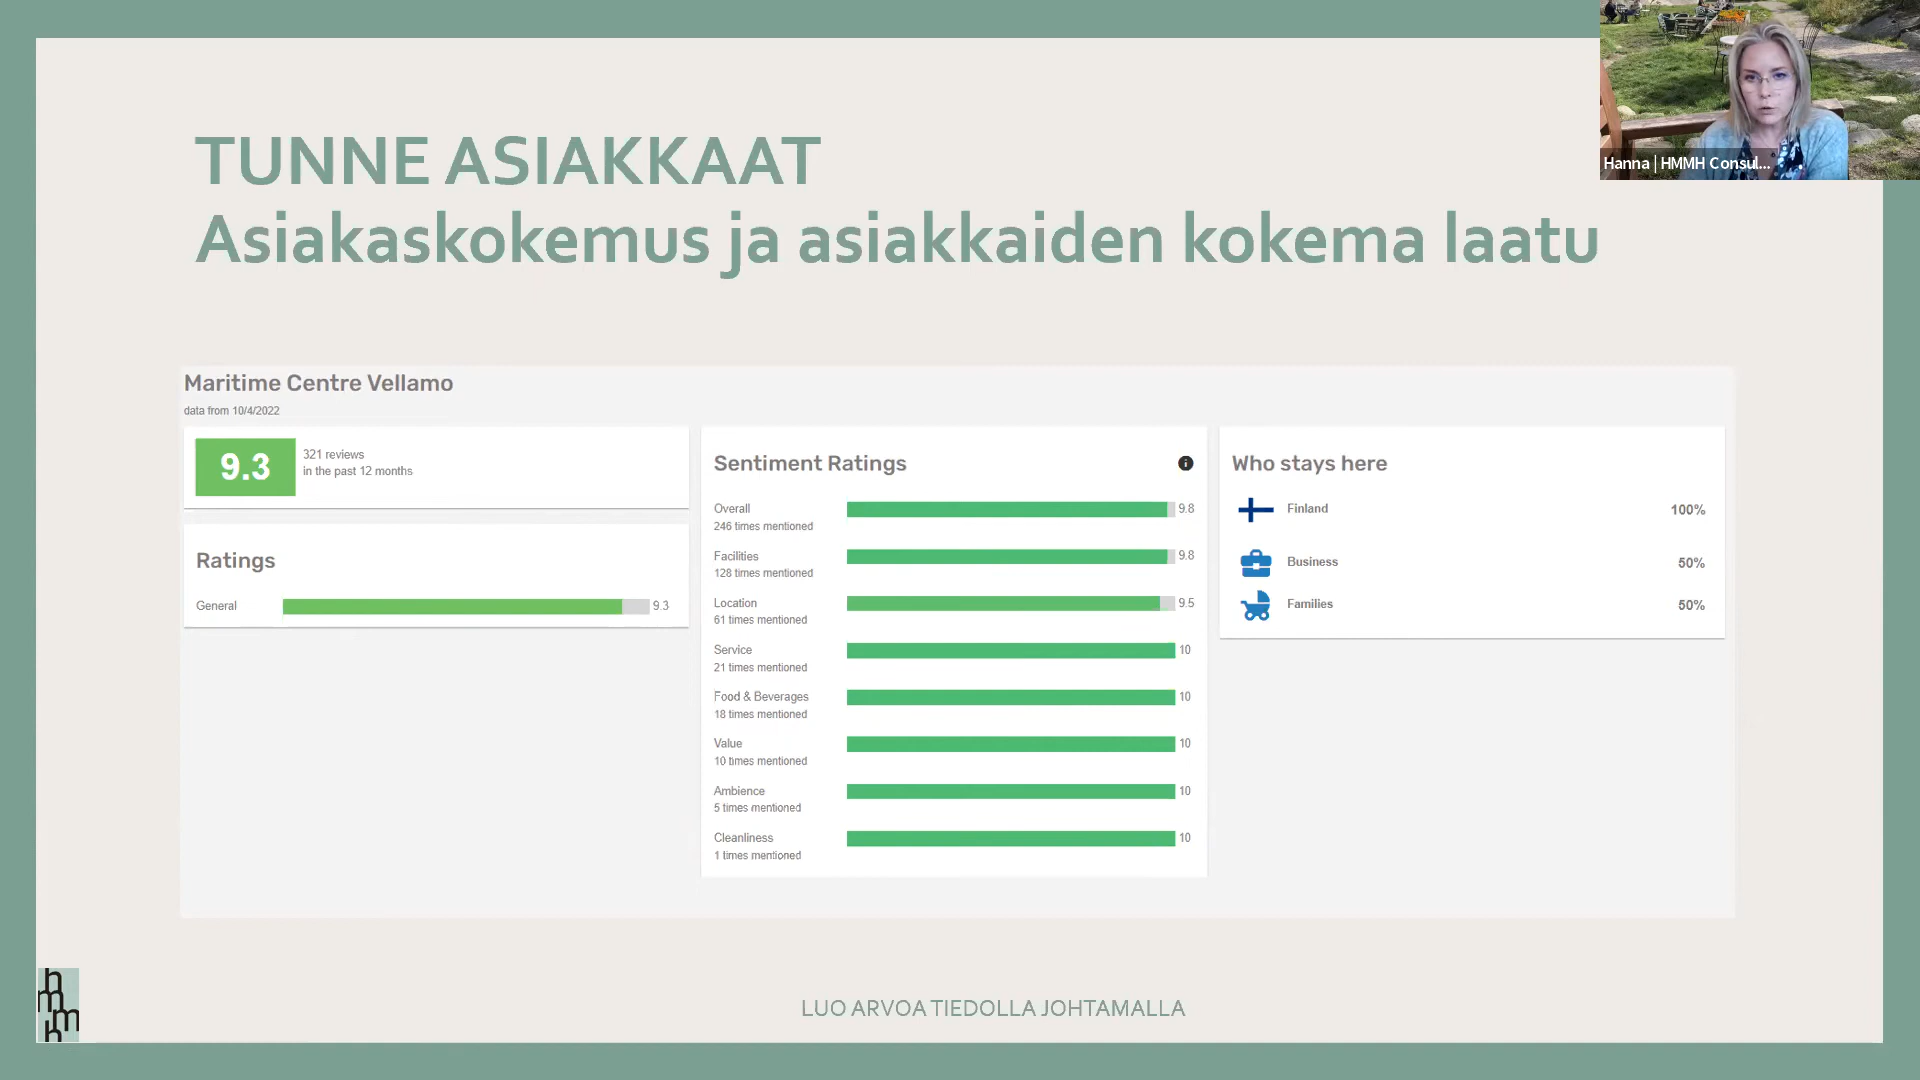 TUNNE ASIAKKAAT
Asiakaskokemus ja asiakkaiden kokema laatu
Hanna | HMMH Consul...
Maritime Centre Vellamo
data from 10/4/2022
9.3
321 reviews
in the past 12 months
Ratings
General 9.3
Sentiment Ratings
Overall 9.8
246 times mentioned
Facilities 9.8
128 times mentioned
Location 9.5
61 times mentioned
Service 10
21 times mentioned
Food & Beverages 10
18 times mentioned
Value 10
10 times mentioned
Ambience 10
5 times mentioned
Cleanliness 10
1 times mentioned
Who stays here
Finland 100%
Business 50%
Families 50%
hmmh
LUO ARVOA TIEDOLLA JOHTAMALLA